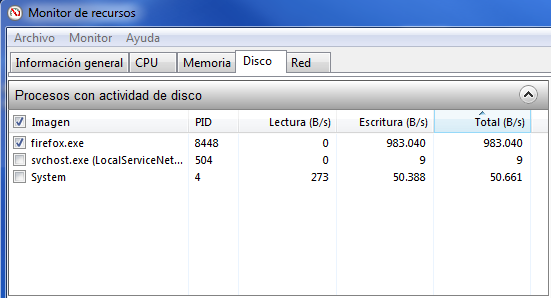 Monitor de recursos
Archivo Monitor Ayuda
Información general CPU Memoria Disco Red
Procesos con actividad de disco
Imagen PID Lectura (B/s) Escritura (B/s) Total (B/s)
firefox.exe 8448 0 983.040 983.040
svchost.exe (LocalServiceNet... 504 0 9 9
System 4 273 50.388 50.661